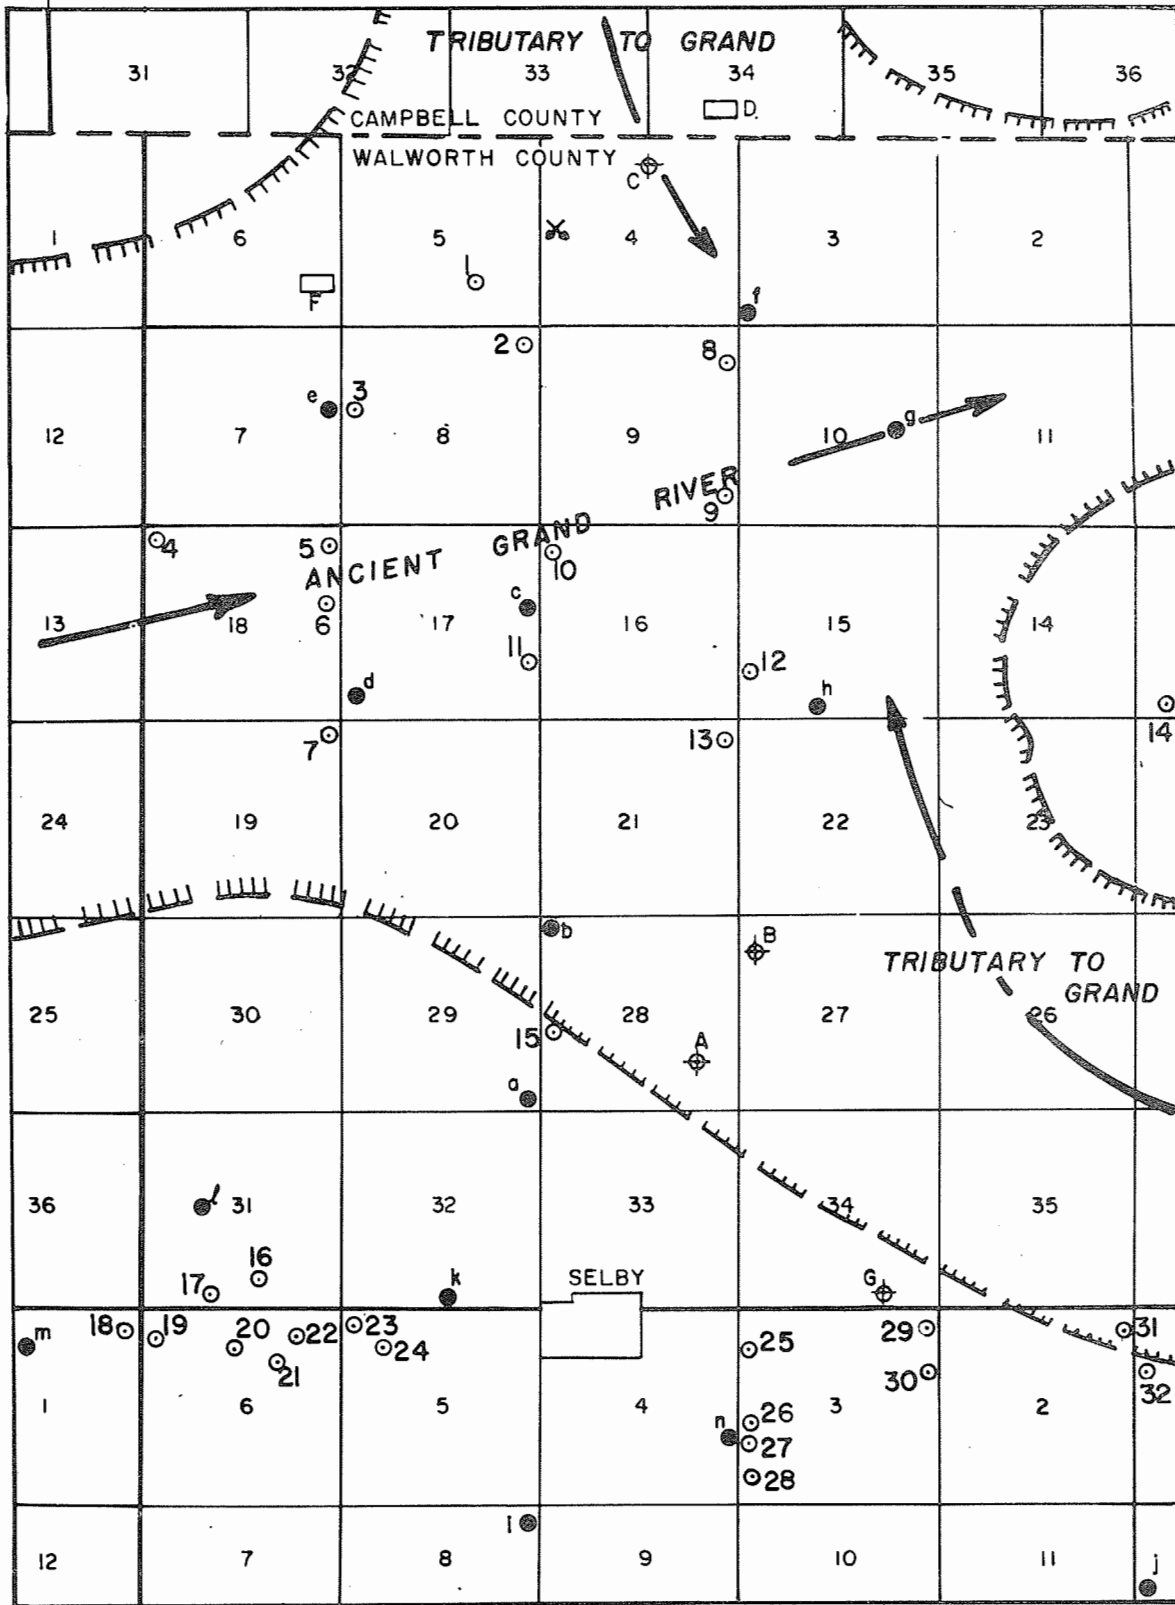 TRIBUTARY TO GRAND
31 32 33 34 35 36
D.
CAMPBELL COUNTY
WALWORTH COUNTY
C
1 6 5 4 3 2
1
F
f
2 8
e 3
g
12 7 8 9 10 11
RIVER
9
4 5 GRAND
10
ANCIENT
c
13 18 6 17 16 15 14
11 12
d h
14
7 13
24 19 20 21 22 23
b B
TRIBUTARY TO
GRAND
25 30 29 28 27 26
15 A
a
36 l 31 32 33 34 35
16
17 k SELBY G
m 18 19 20 22 23 29 31
21 24 25
30 32
1 6 5 4 3 2
26
n 27
28
i
12 7 8 9 10 11
j